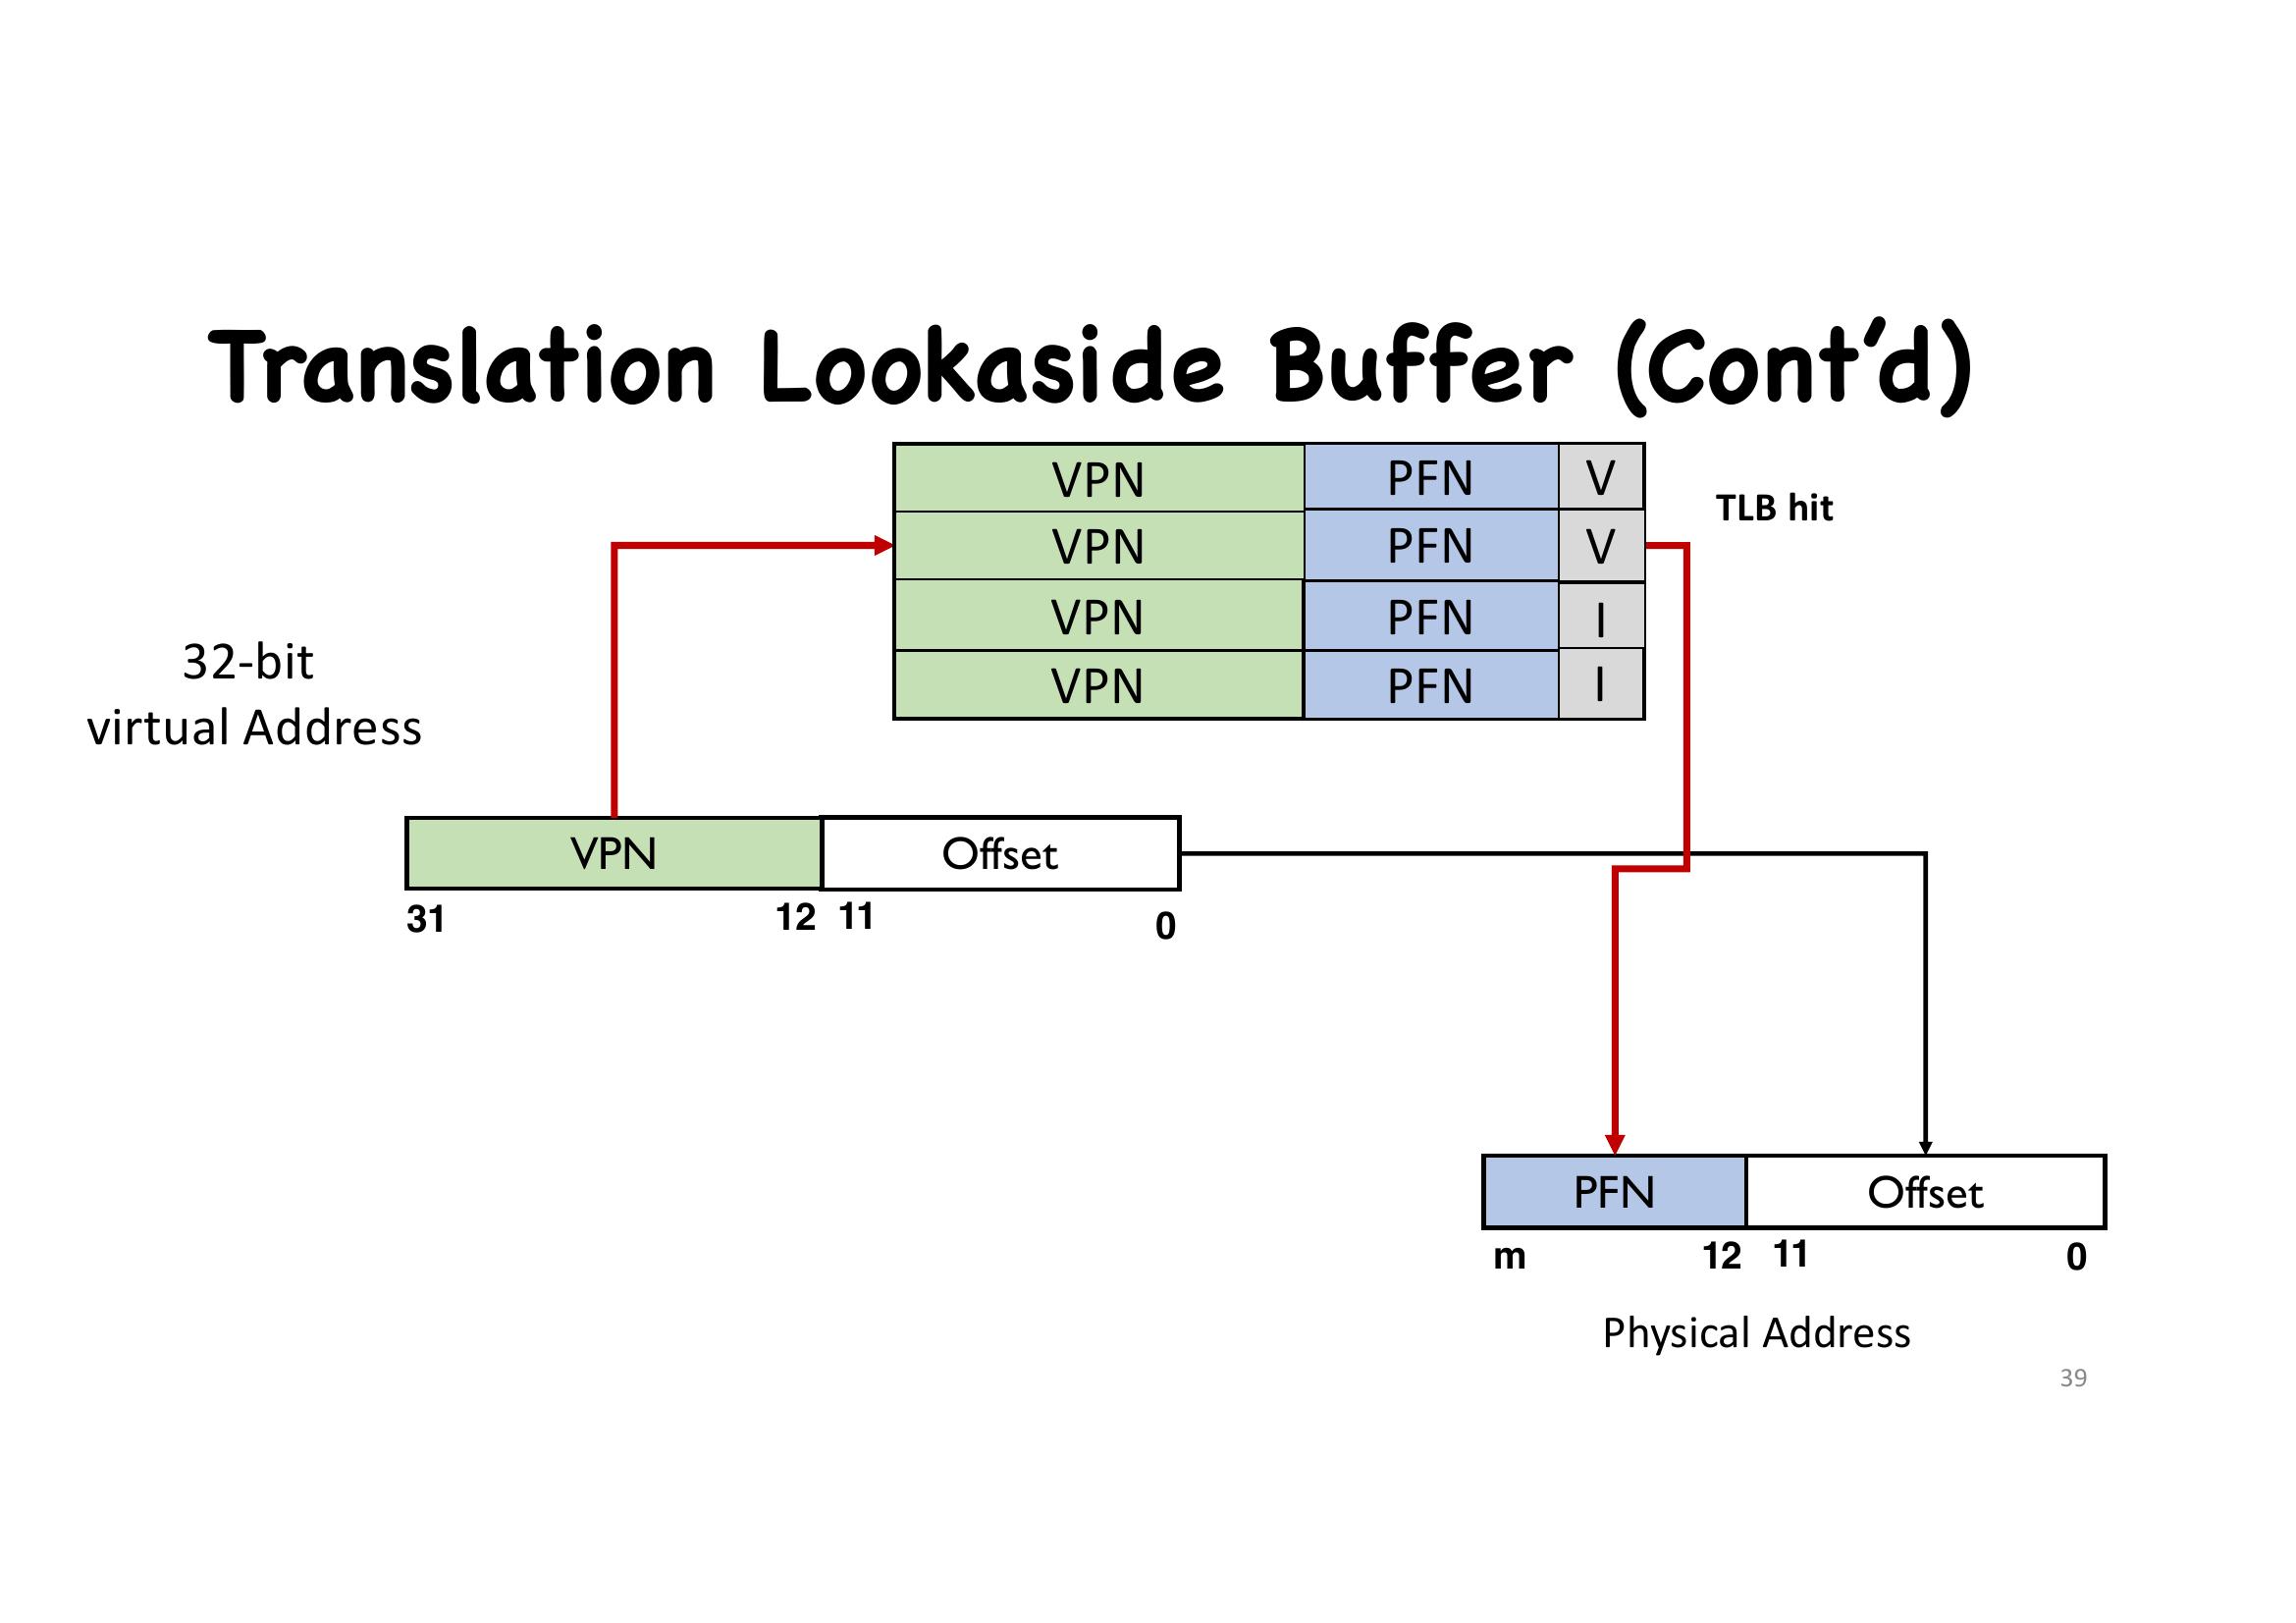 Translation Lookaside Buffer (Cont'd)
VPN PFN V
TLB hit
VPN PFN V
VPN PFN I
VPN PFN I
32-bit
virtual Address
VPN Offset
31 12 11 0
PFN Offset
m 12 11 0
Physical Address
39